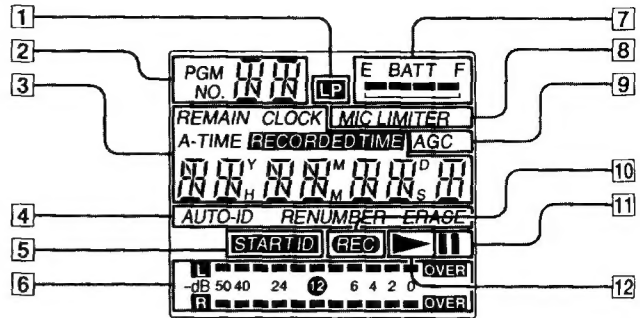 1
2
3
4
5
6
7
8
9
10
11
12
PGM NO.
LP
E BATT F
REMAIN CLOCK MIC LIMITER
A-TIME RECORDED TIME AGC
Y M D
H M S
AUTO-ID RENUMBER ERASE
START ID REC
L OVER
-dB 50 40 24 12 6 4 2 0
R OVER